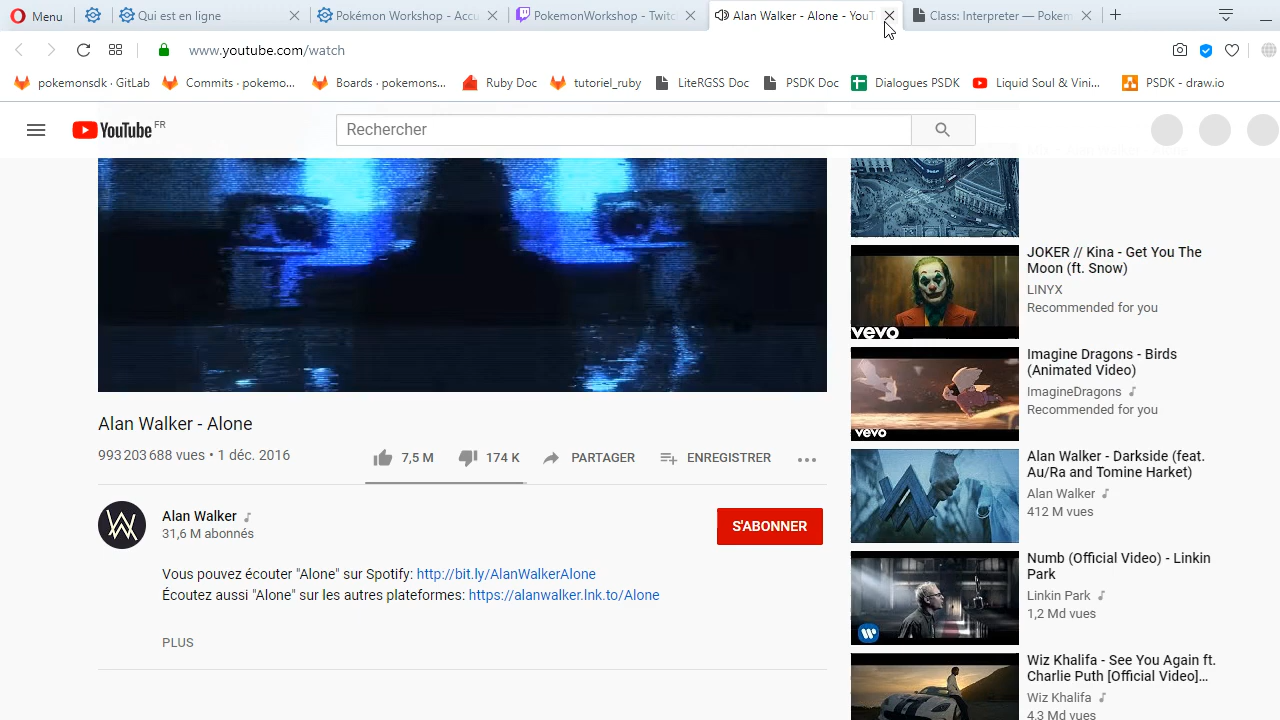 Menu
Qui est en ligne
Pokémon Workshop - Accu
PokemonWorkshop - Twitc
Alan Walker - Alone - YouT
Class: Interpreter — Pokem
www.youtube.com/watch
pokemonsdk · GitLab
Commits · pokemo...
Boards · pokemons...
Ruby Doc
tutoriel_ruby
LiteRGSS Doc
PSDK Doc
Dialogues PSDK
Liquid Soul & Vini...
PSDK - draw.io
YouTube FR
Rechercher
JOKER // Kina - Get You The
Moon (ft. Snow)
LINYX
Recommended for you
vevo
Imagine Dragons - Birds
(Animated Video)
ImagineDragons
Recommended for you
vevo
Alan Walker - Alone
993 203 688 vues • 1 déc. 2016
7,5 M
174 K
PARTAGER
ENREGISTRER
Alan Walker - Darkside (feat.
Au/Ra and Tomine Harket)
Alan Walker
412 M vues
Alan Walker
31,6 M abonnés
S'ABONNER
Vous pouvez écouter "Alone" sur Spotify: http://bit.ly/AlanWalkerAlone
Écoutez aussi "Alone" sur les autres plateformes: https://alanwalker.lnk.to/Alone
PLUS
Numb (Official Video) - Linkin
Park
Linkin Park
1,2 Md vues
Wiz Khalifa - See You Again ft.
Charlie Puth [Official Video]...
Wiz Khalifa
4,3 Md vues